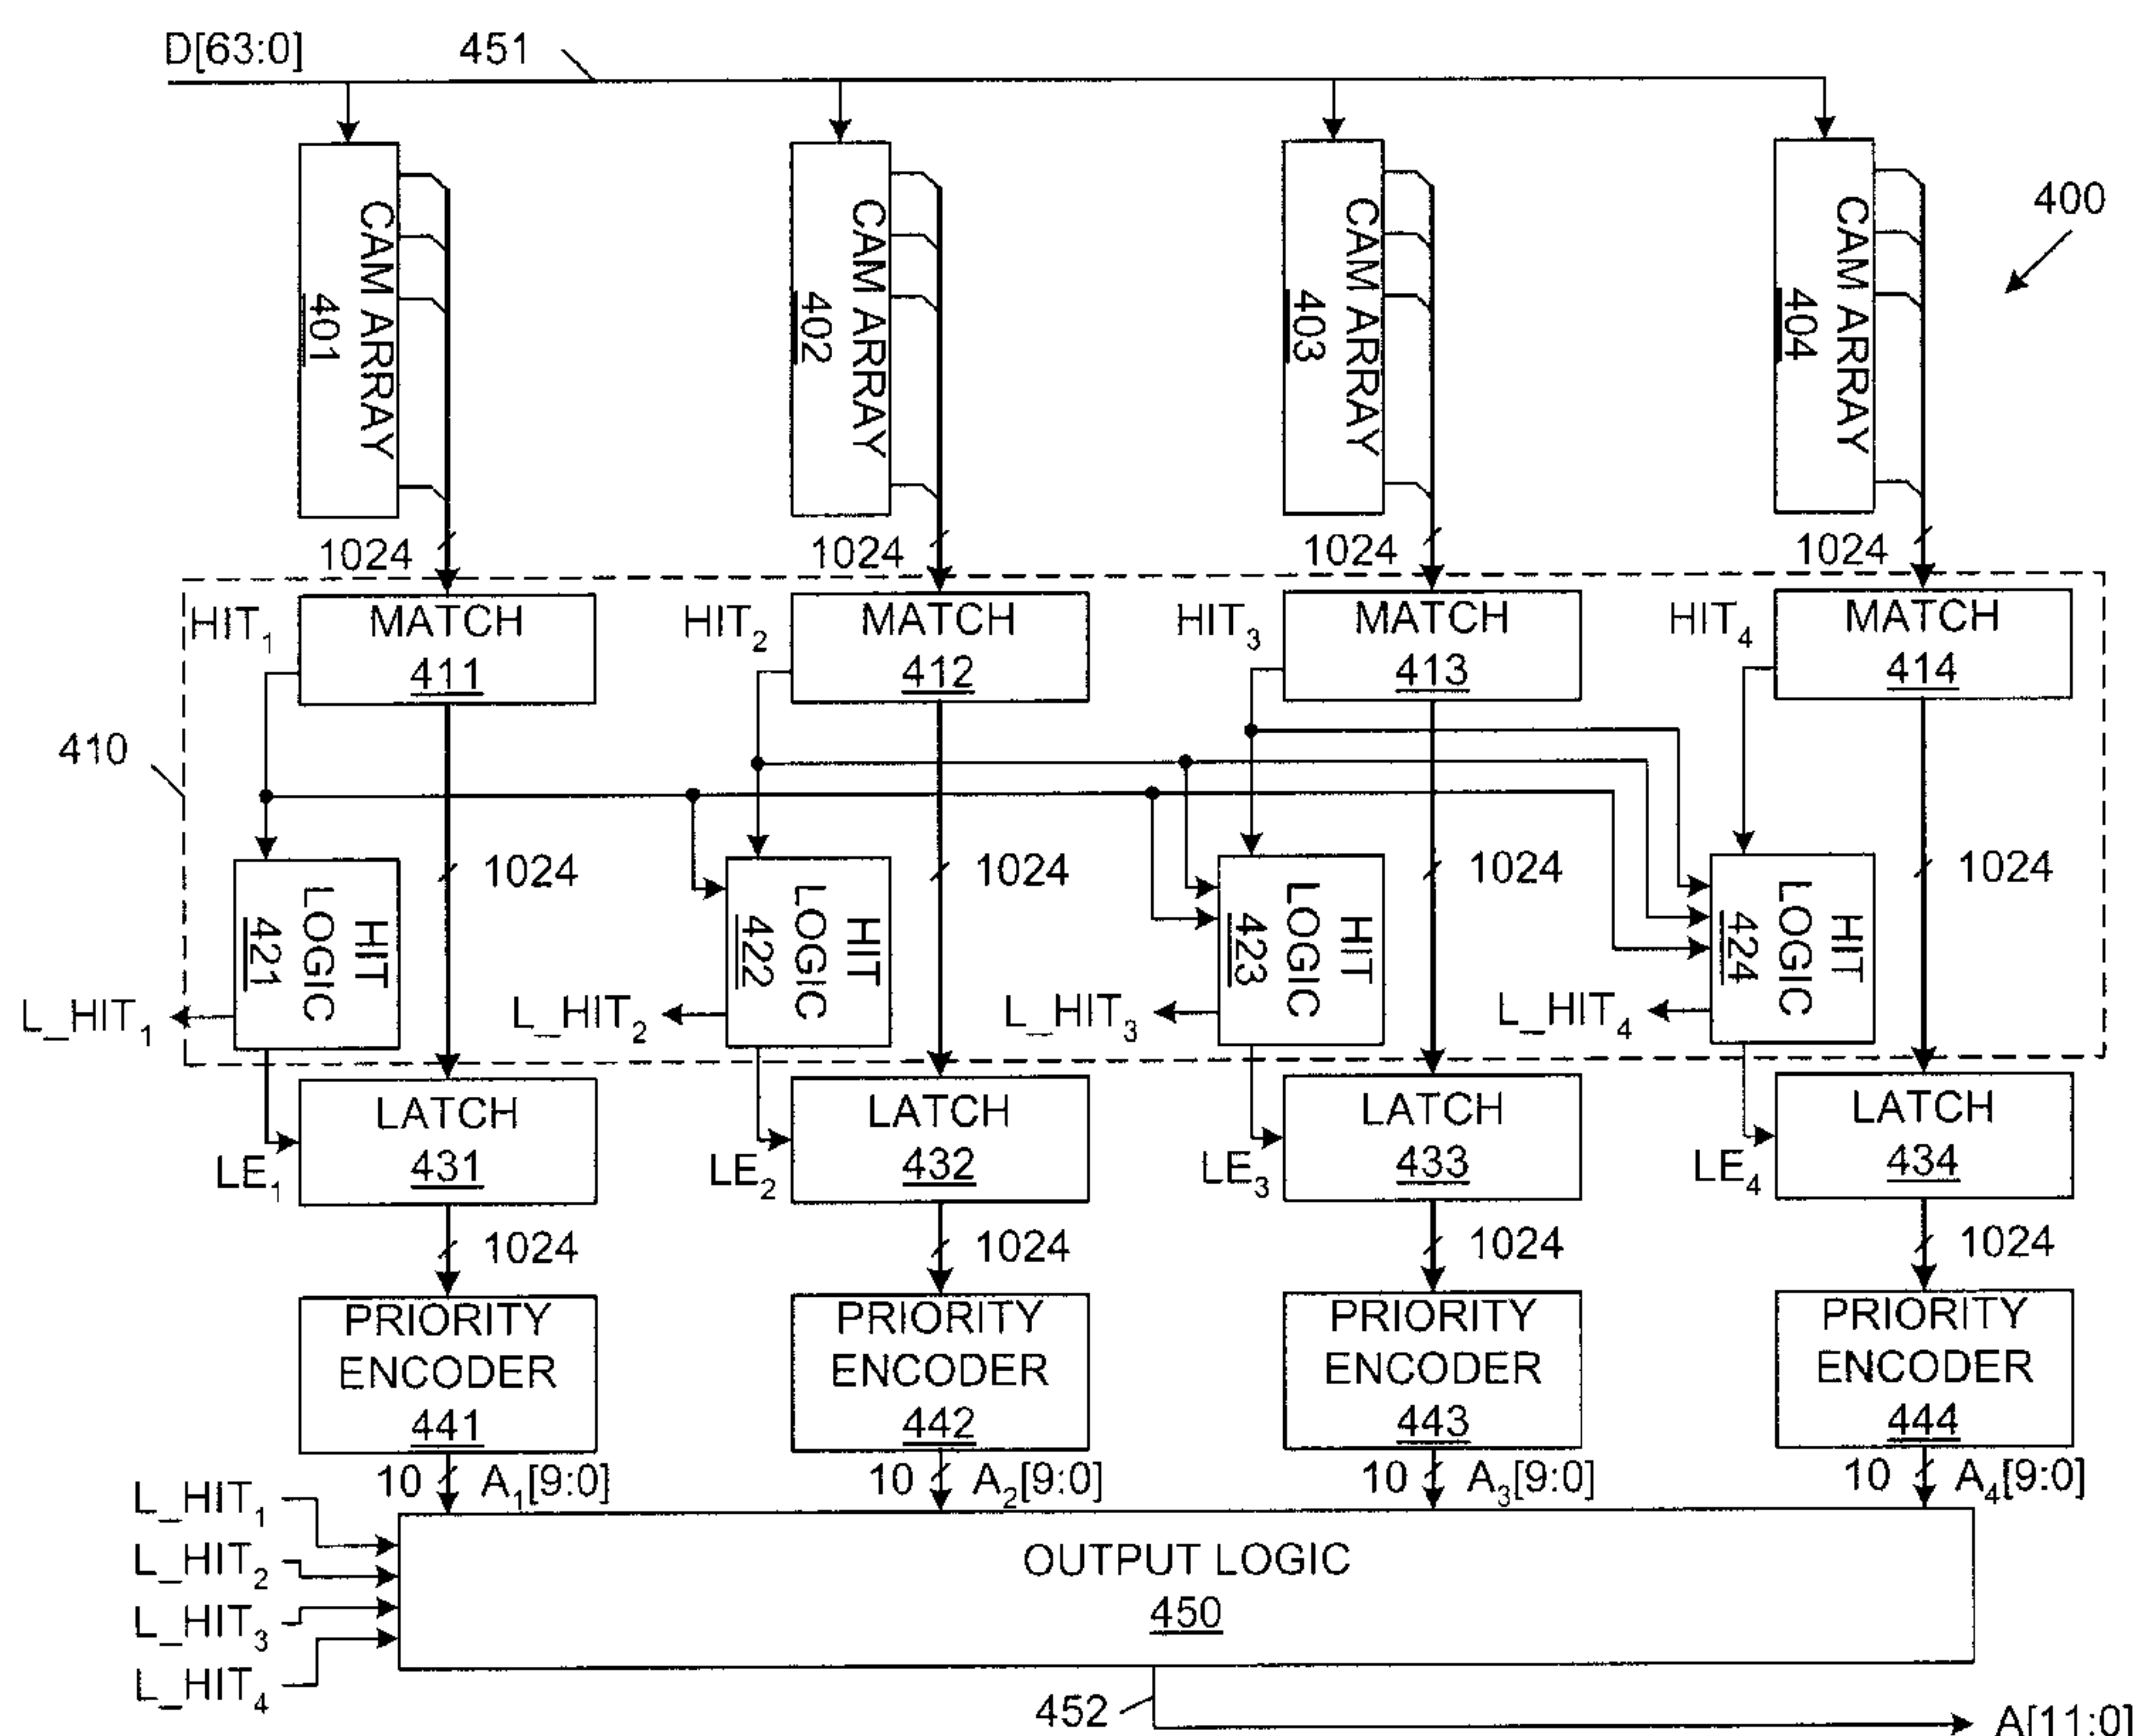 D[63:0]
451
400
CAM ARRAY
401
CAM ARRAY
402
CAM ARRAY
403
CAM ARRAY
404
1024
1024
1024
1024
410
HIT1
MATCH
411
HIT2
MATCH
412
HIT3
MATCH
413
HIT4
MATCH
414
HIT
LOGIC
421
1024
HIT
LOGIC
422
1024
HIT
LOGIC
423
1024
HIT
LOGIC
424
1024
L_HIT1
L_HIT2
L_HIT3
L_HIT4
LE1
LATCH
431
LE2
LATCH
432
LE3
LATCH
433
LE4
LATCH
434
1024
1024
1024
1024
PRIORITY
ENCODER
441
PRIORITY
ENCODER
442
PRIORITY
ENCODER
443
PRIORITY
ENCODER
444
10 A1[9:0]
10 A2[9:0]
10 A3[9:0]
10 A4[9:0]
L_HIT1
L_HIT2
L_HIT3
L_HIT4
OUTPUT LOGIC
450
452
A[11:0]